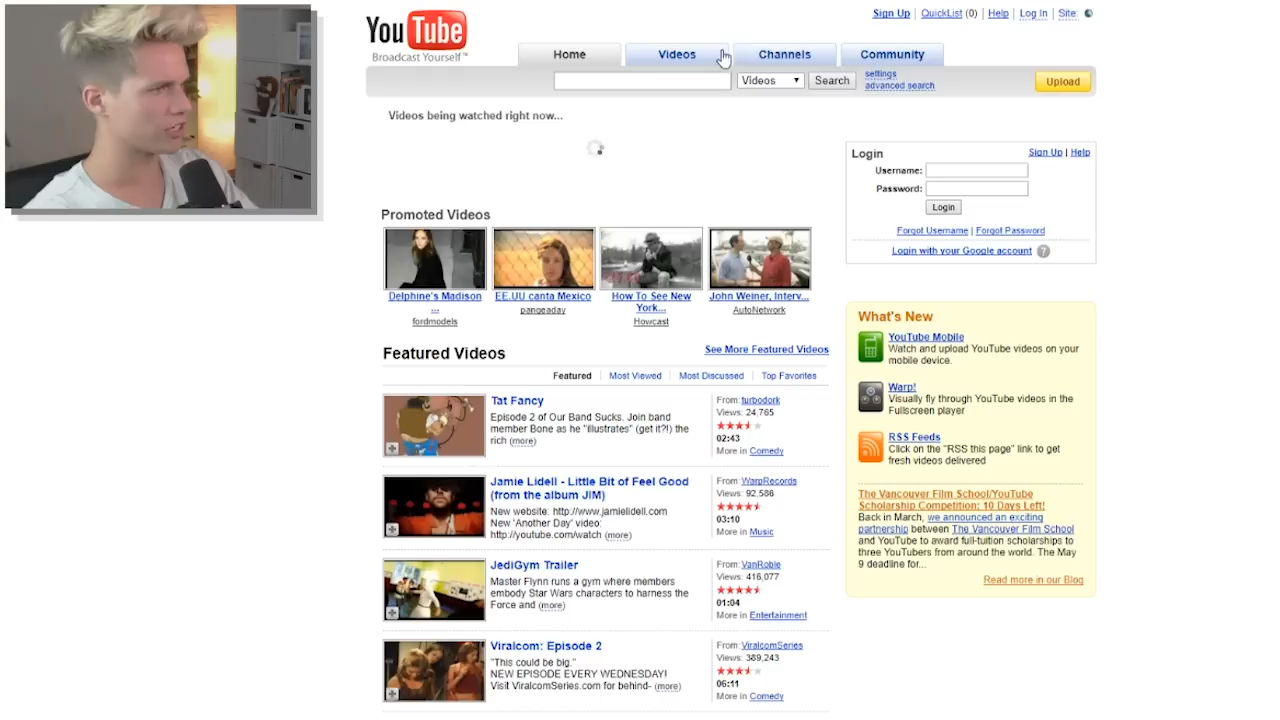 Sign Up | QuickList (0) | Help | Log In | Site:
YouTube
Broadcast Yourself™
Home
Videos
Channels
Community
Videos
Search
settings
advanced search
Upload
Videos being watched right now...
Login
Sign Up | Help
Username:
Password:
Login
Forgot Username | Forgot Password
Login with your Google account ?
Promoted Videos
Delphine's Madison
...
fordmodels
EE.UU canta Mexico
pangeaday
How To See New
York...
Howcast
John Weiner, Interv...
AutoNetwork
Featured Videos
See More Featured Videos
Featured | Most Viewed | Most Discussed | Top Favorites
Tat Fancy
Episode 2 of Our Band Sucks. Join band
member Bone as he "illustrates" (get it?!) the
rich (more)
From: turbodork
Views: 24,765
02:43
More in Comedy
Jamie Lidell - Little Bit of Feel Good
(from the album JIM)
New website: http://www.jamielidell.com
New 'Another Day' video:
http://youtube.com/watch (more)
From: WarpRecords
Views: 92,586
03:10
More in Music
JediGym Trailer
Master Flynn runs a gym where members
embody Star Wars characters to harness the
Force and (more)
From: VanRoble
Views: 416,077
01:04
More in Entertainment
Viralcom: Episode 2
"This could be big."
NEW EPISODE EVERY WEDNESDAY!
Visit ViralcomSeries.com for behind- (more)
From: ViralcomSeries
Views: 389,243
06:11
More in Comedy
What's New
YouTube Mobile
Watch and upload YouTube videos on your
mobile device.
Warp!
Visually fly through YouTube videos in the
Fullscreen player
RSS Feeds
Click on the "RSS this page" link to get
fresh videos delivered
The Vancouver Film School/YouTube
Scholarship Competition: 10 Days Left!
Back in March, we announced an exciting
partnership between The Vancouver Film School
and YouTube to award full-tuition scholarships to
three YouTubers from around the world. The May
9 deadline for...
Read more in our Blog